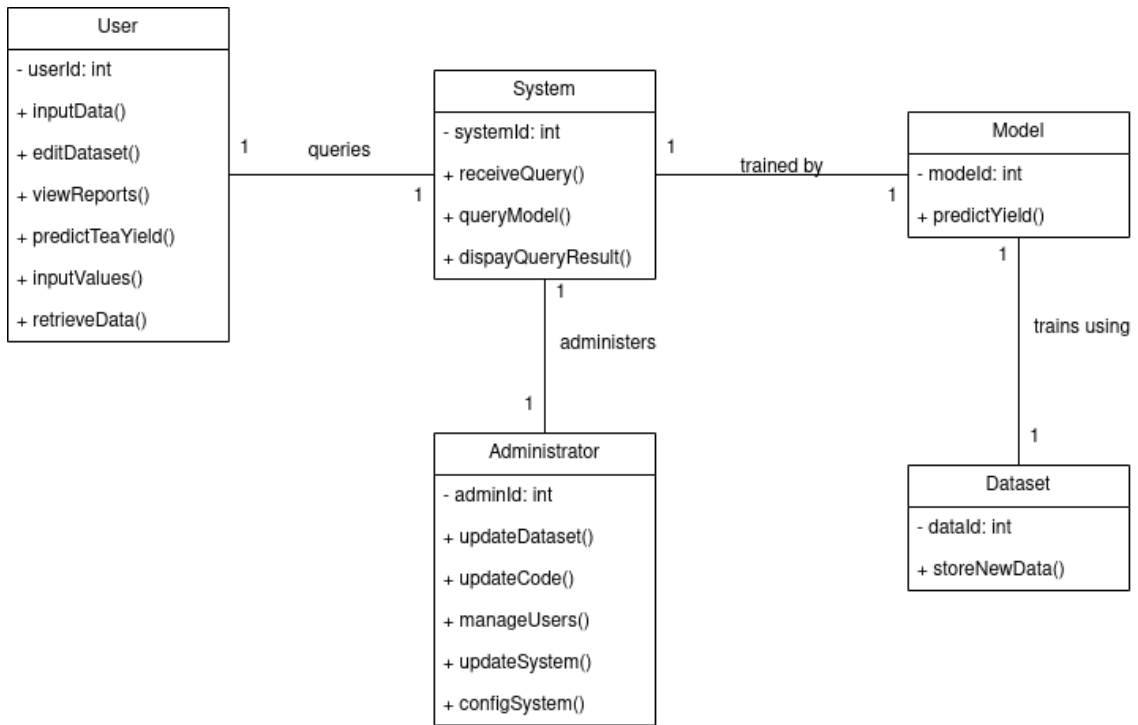 User
- userId: int
+ inputData()
+ editDataset()
+ viewReports()
+ predictTeaYield()
+ inputValues()
+ retrieveData()
1
queries
1
System
- systemId: int
+ receiveQuery()
+ queryModel()
+ dispayQueryResult()
1
trained by
1
Model
- modeId: int
+ predictYield()
1
administers
1
1
trains using
1
Administrator
- adminId: int
+ updateDataset()
+ updateCode()
+ manageUsers()
+ updateSystem()
+ configSystem()
Dataset
- dataId: int
+ storeNewData()